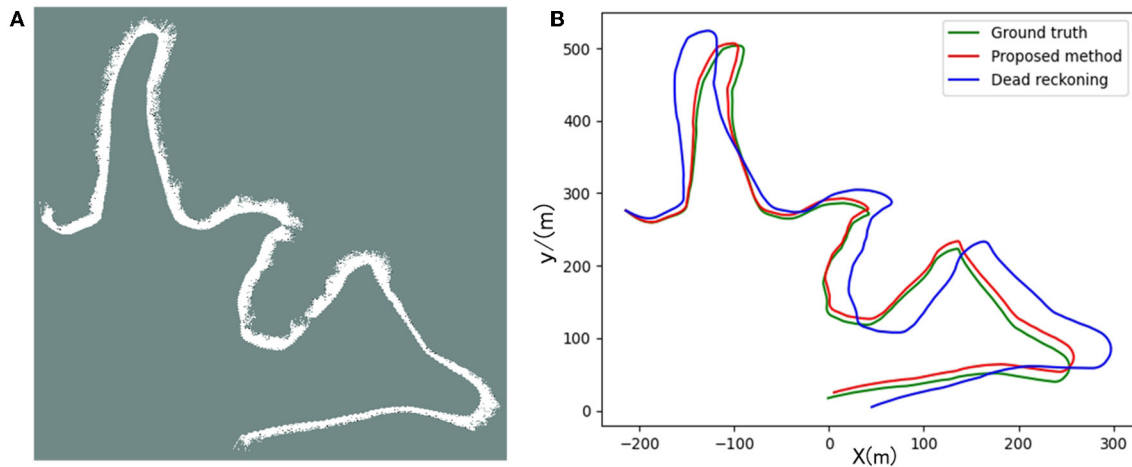 A
B
Ground truth
Proposed method
Dead reckoning
500
400
300
200
100
0
y/(m)
−200
−100
0
100
200
300
X(m)